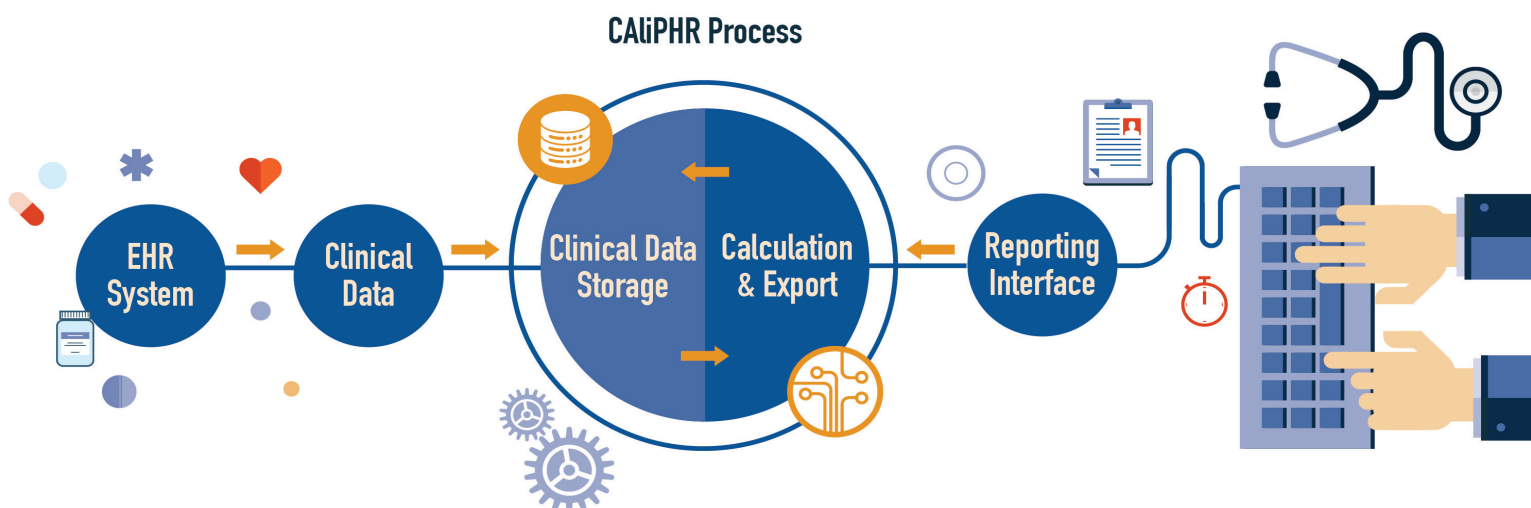 CAliPHR Process
EHR
System
Clinical
Data
Clinical Data
Storage
Calculation
& Export
Reporting
Interface